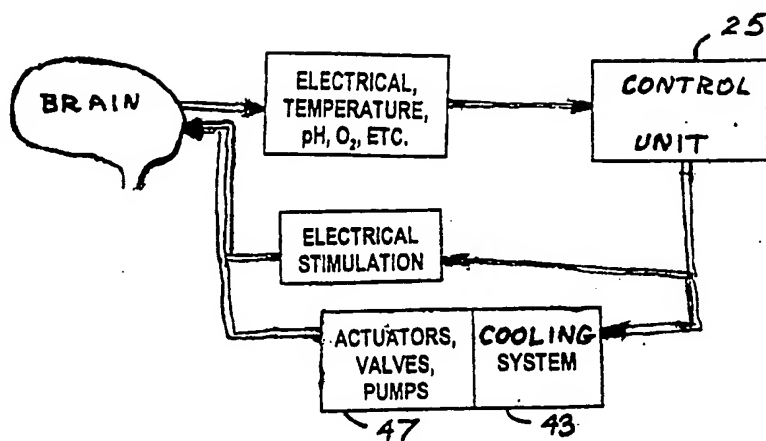 25
BRAIN
ELECTRICAL,
TEMPERATURE,
pH, O₂, ETC.
CONTROL
UNIT
ELECTRICAL
STIMULATION
ACTUATORS,
VALVES,
PUMPS
COOLING
SYSTEM
47
43